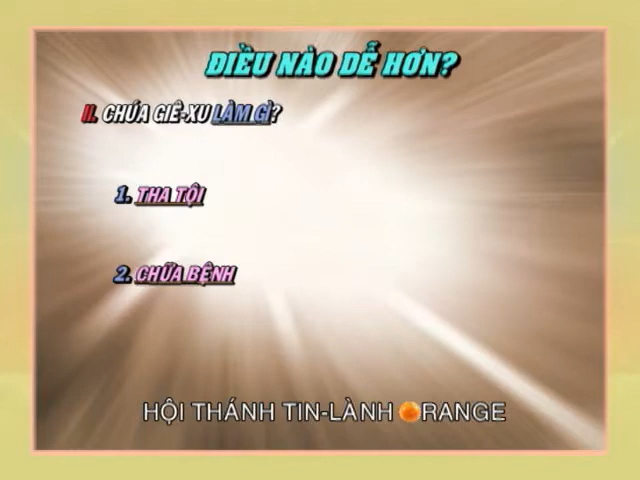 ĐIỀU NÀO DỄ HƠN?
II. CHÚA GIÊ-XU LÀM GÌ?
1. THA TỘI
2. CHỮA BỆNH
HỘI THÁNH TIN-LÀNH ORANGE